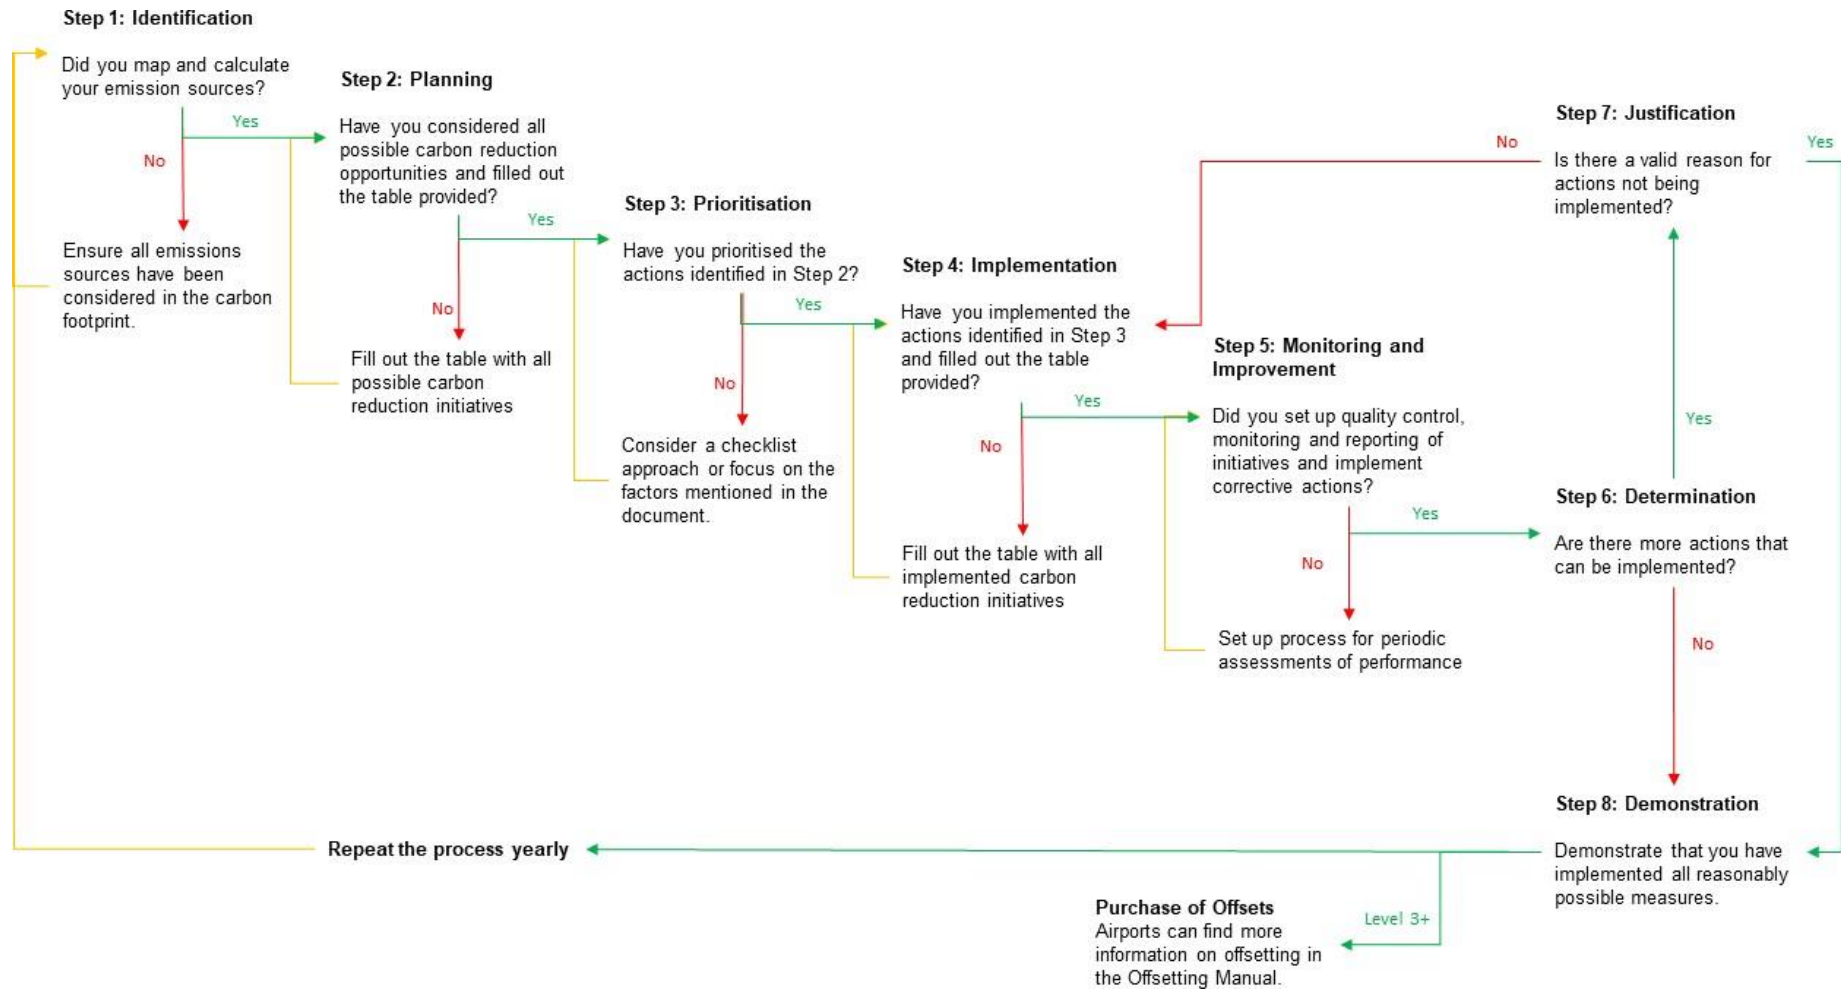 Step 1: Identification
Did you map and calculate
your emission sources?
Yes
No
Ensure all emissions
sources have been
considered in the carbon
footprint.
Step 2: Planning
Have you considered all
possible carbon reduction
opportunities and filled out
the table provided?
Yes
No
Fill out the table with all
possible carbon
reduction initiatives
Step 3: Prioritisation
Have you prioritised the
actions identified in Step 2?
Yes
No
Consider a checklist
approach or focus on the
factors mentioned in the
document.
Step 4: Implementation
Have you implemented the
actions identified in Step 3
and filled out the table
provided?
Yes
No
Fill out the table with all
implemented carbon
reduction initiatives
Step 5: Monitoring and
Improvement
Did you set up quality control,
monitoring and reporting of
initiatives and implement
corrective actions?
Yes
No
Set up process for periodic
assessments of performance
Step 6: Determination
Are there more actions that
can be implemented?
Yes
No
Step 7: Justification
Is there a valid reason for
actions not being
implemented?
No
Yes
Step 8: Demonstration
Demonstrate that you have
implemented all reasonably
possible measures.
Level 3+
Purchase of Offsets
Airports can find more
information on offsetting in
the Offsetting Manual.
Repeat the process yearly